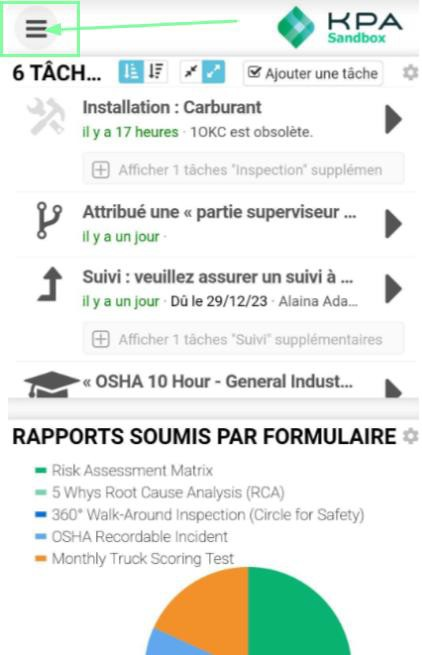 KPA
Sandbox
6 TÂCH...
Ajouter une tâche
Installation : Carburant
il y a 17 heures · 1OKC est obsolète.
Afficher 1 tâches "Inspection" supplémen
Attribué une « partie superviseur ...
il y a un jour ·
Suivi : veuillez assurer un suivi à ...
il y a un jour · Dû le 29/12/23 · Alaina Ada...
Afficher 1 tâches "Suivi" supplémentaires
« OSHA 10 Hour - General Indust...
RAPPORTS SOUMIS PAR FORMULAIRE
Risk Assessment Matrix
5 Whys Root Cause Analysis (RCA)
360° Walk-Around Inspection (Circle for Safety)
OSHA Recordable Incident
Monthly Truck Scoring Test